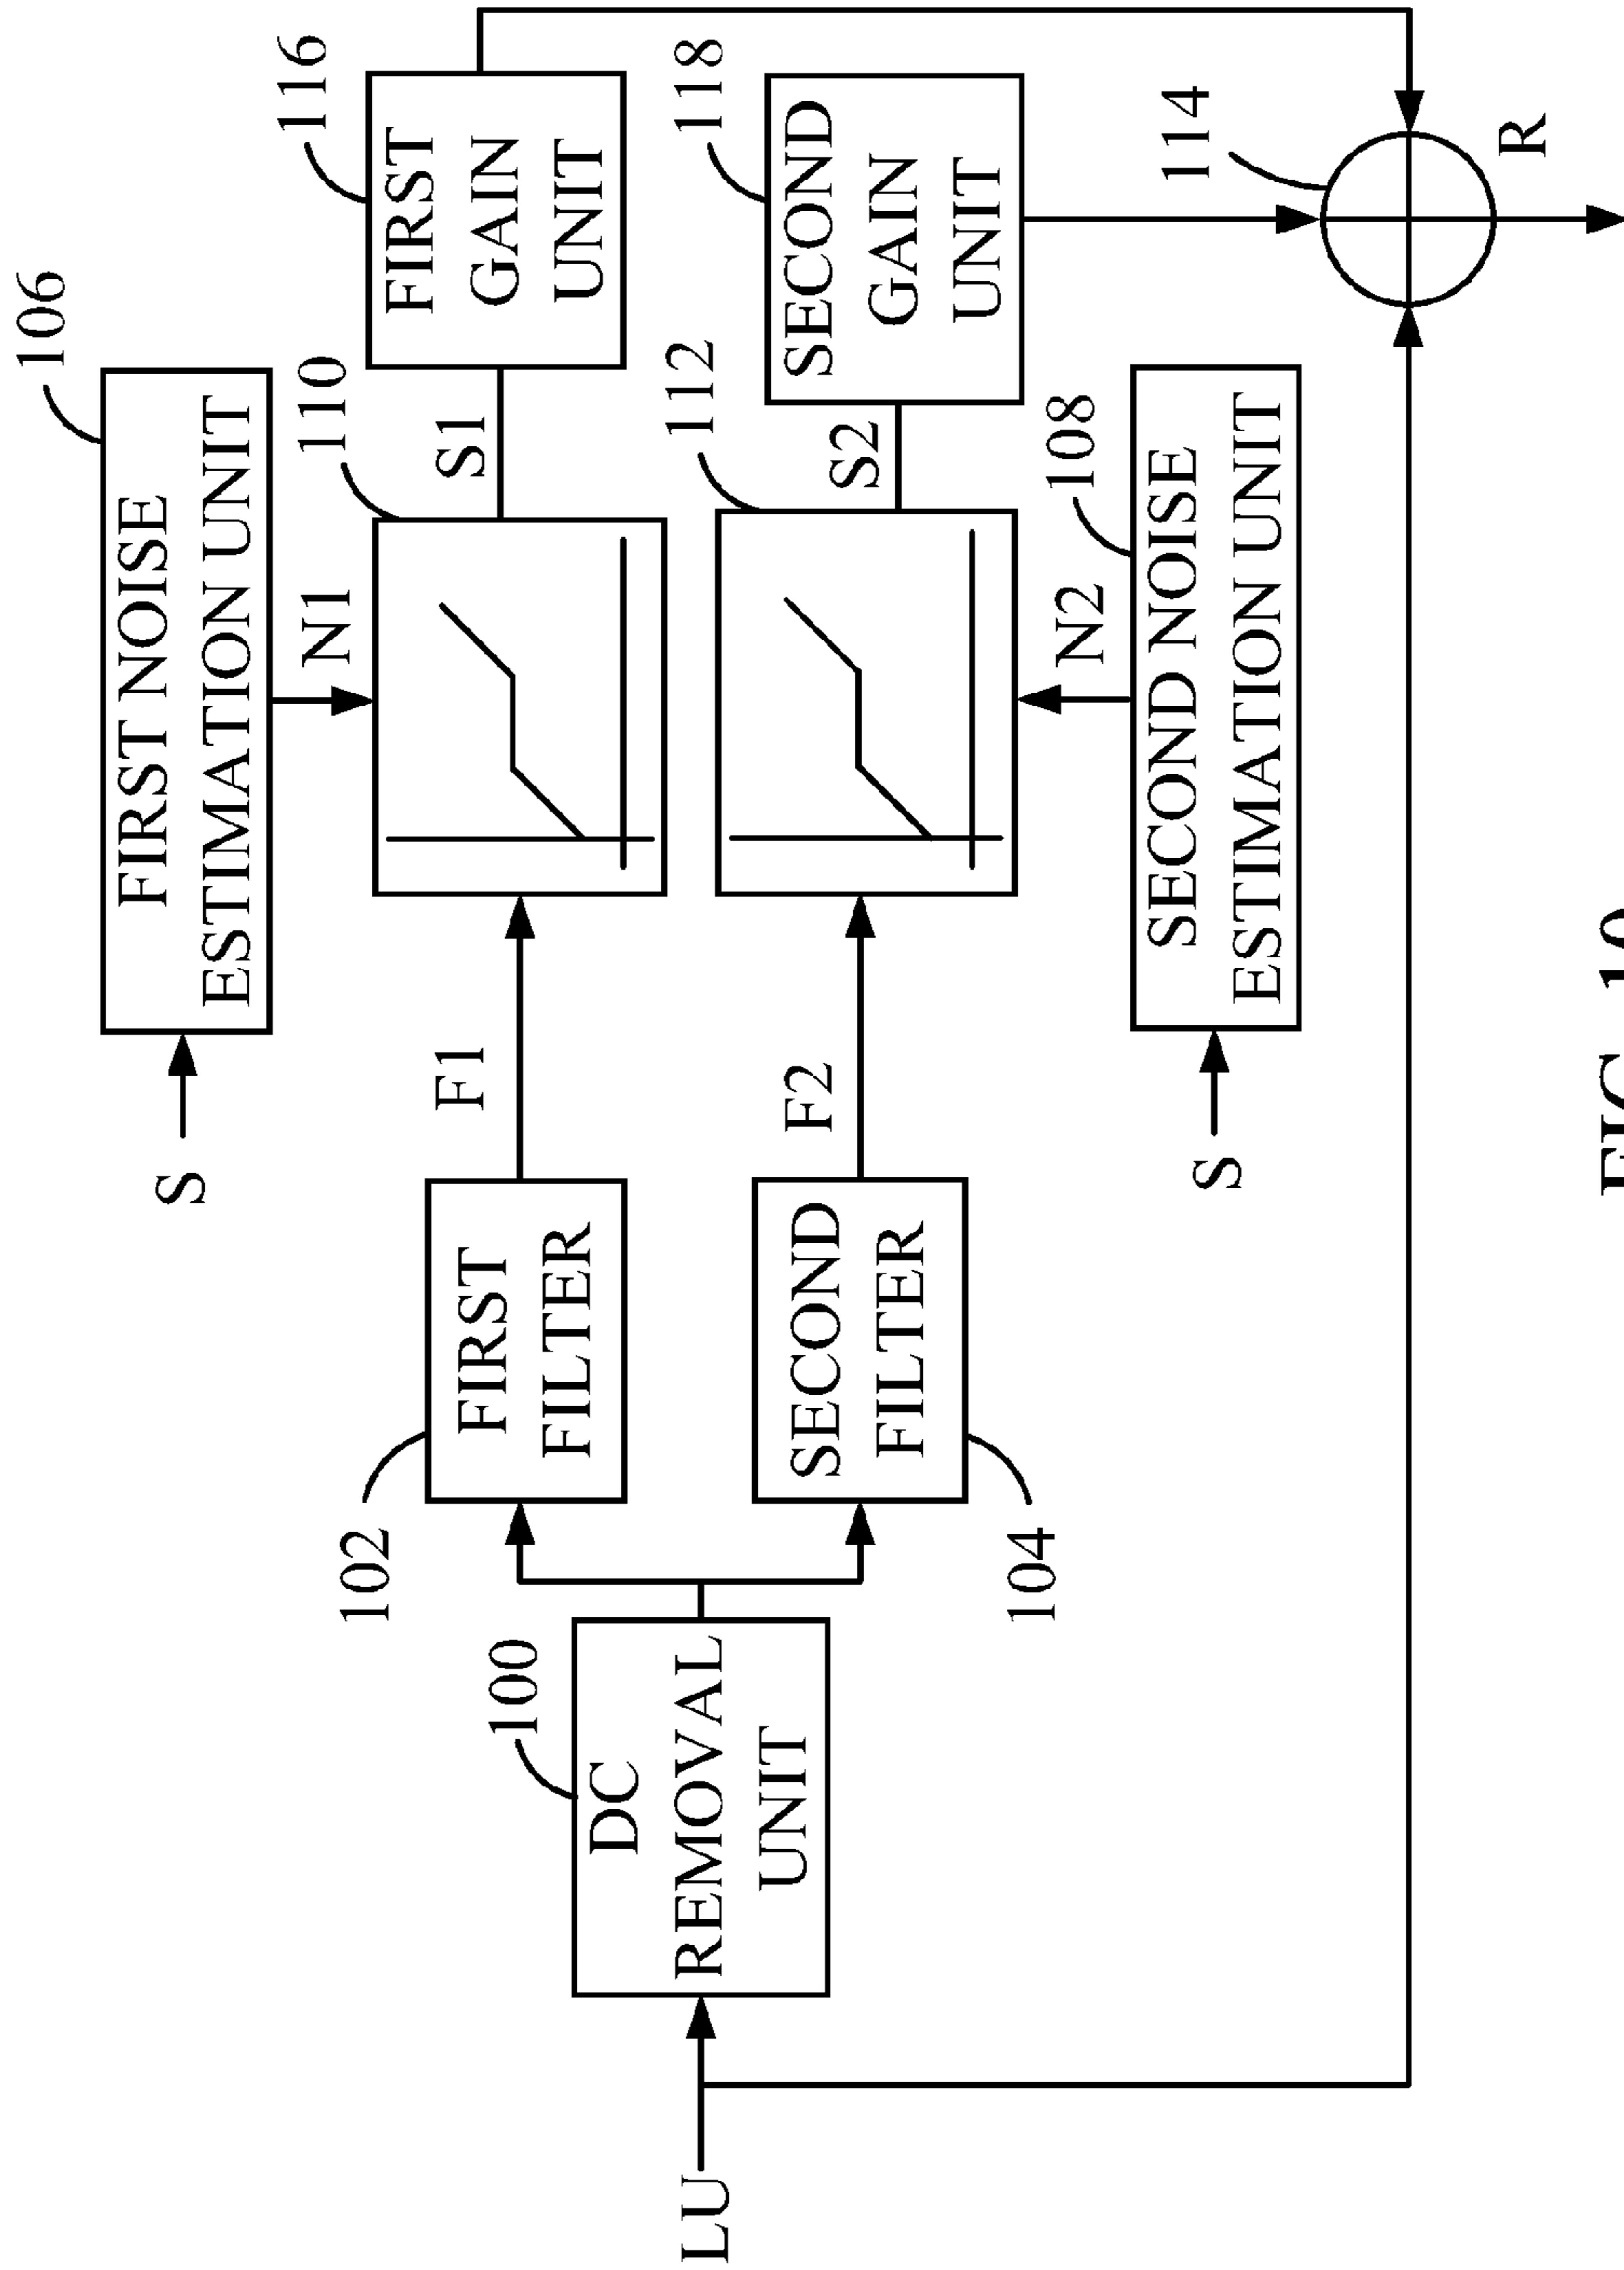 106
FIRST NOISE
ESTIMATION UNIT
S
N1
110
S1
116
FIRST
GAIN
UNIT
102
FIRST
FILTER
F1
LU
100
DC
REMOVAL
UNIT
SECOND
FILTER
104
F2
112
S2
118
SECOND
GAIN
UNIT
N2
108
SECOND NOISE
ESTIMATION UNIT
S
114
R
FIG. 10